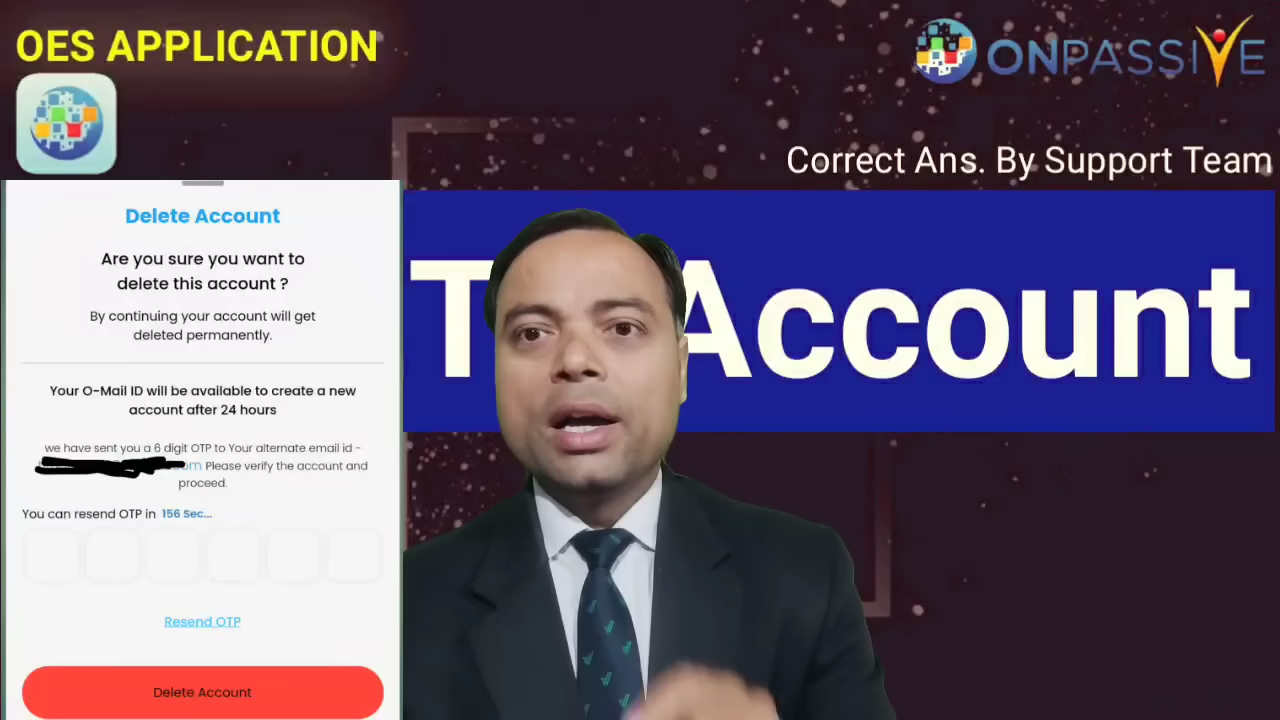 OES APPLICATION
ONPASSIVE
Correct Ans. By Support Team
T Account
Delete Account
Are you sure you want to
delete this account ?
By continuing your account will get
deleted permanently.
Your O-Mail ID will be available to create a new
account after 24 hours
we have sent you a 6 digit OTP to Your alternate email id -
om Please verify the account and
proceed.
You can resend OTP in 156 Sec...
Resend OTP
Delete Account